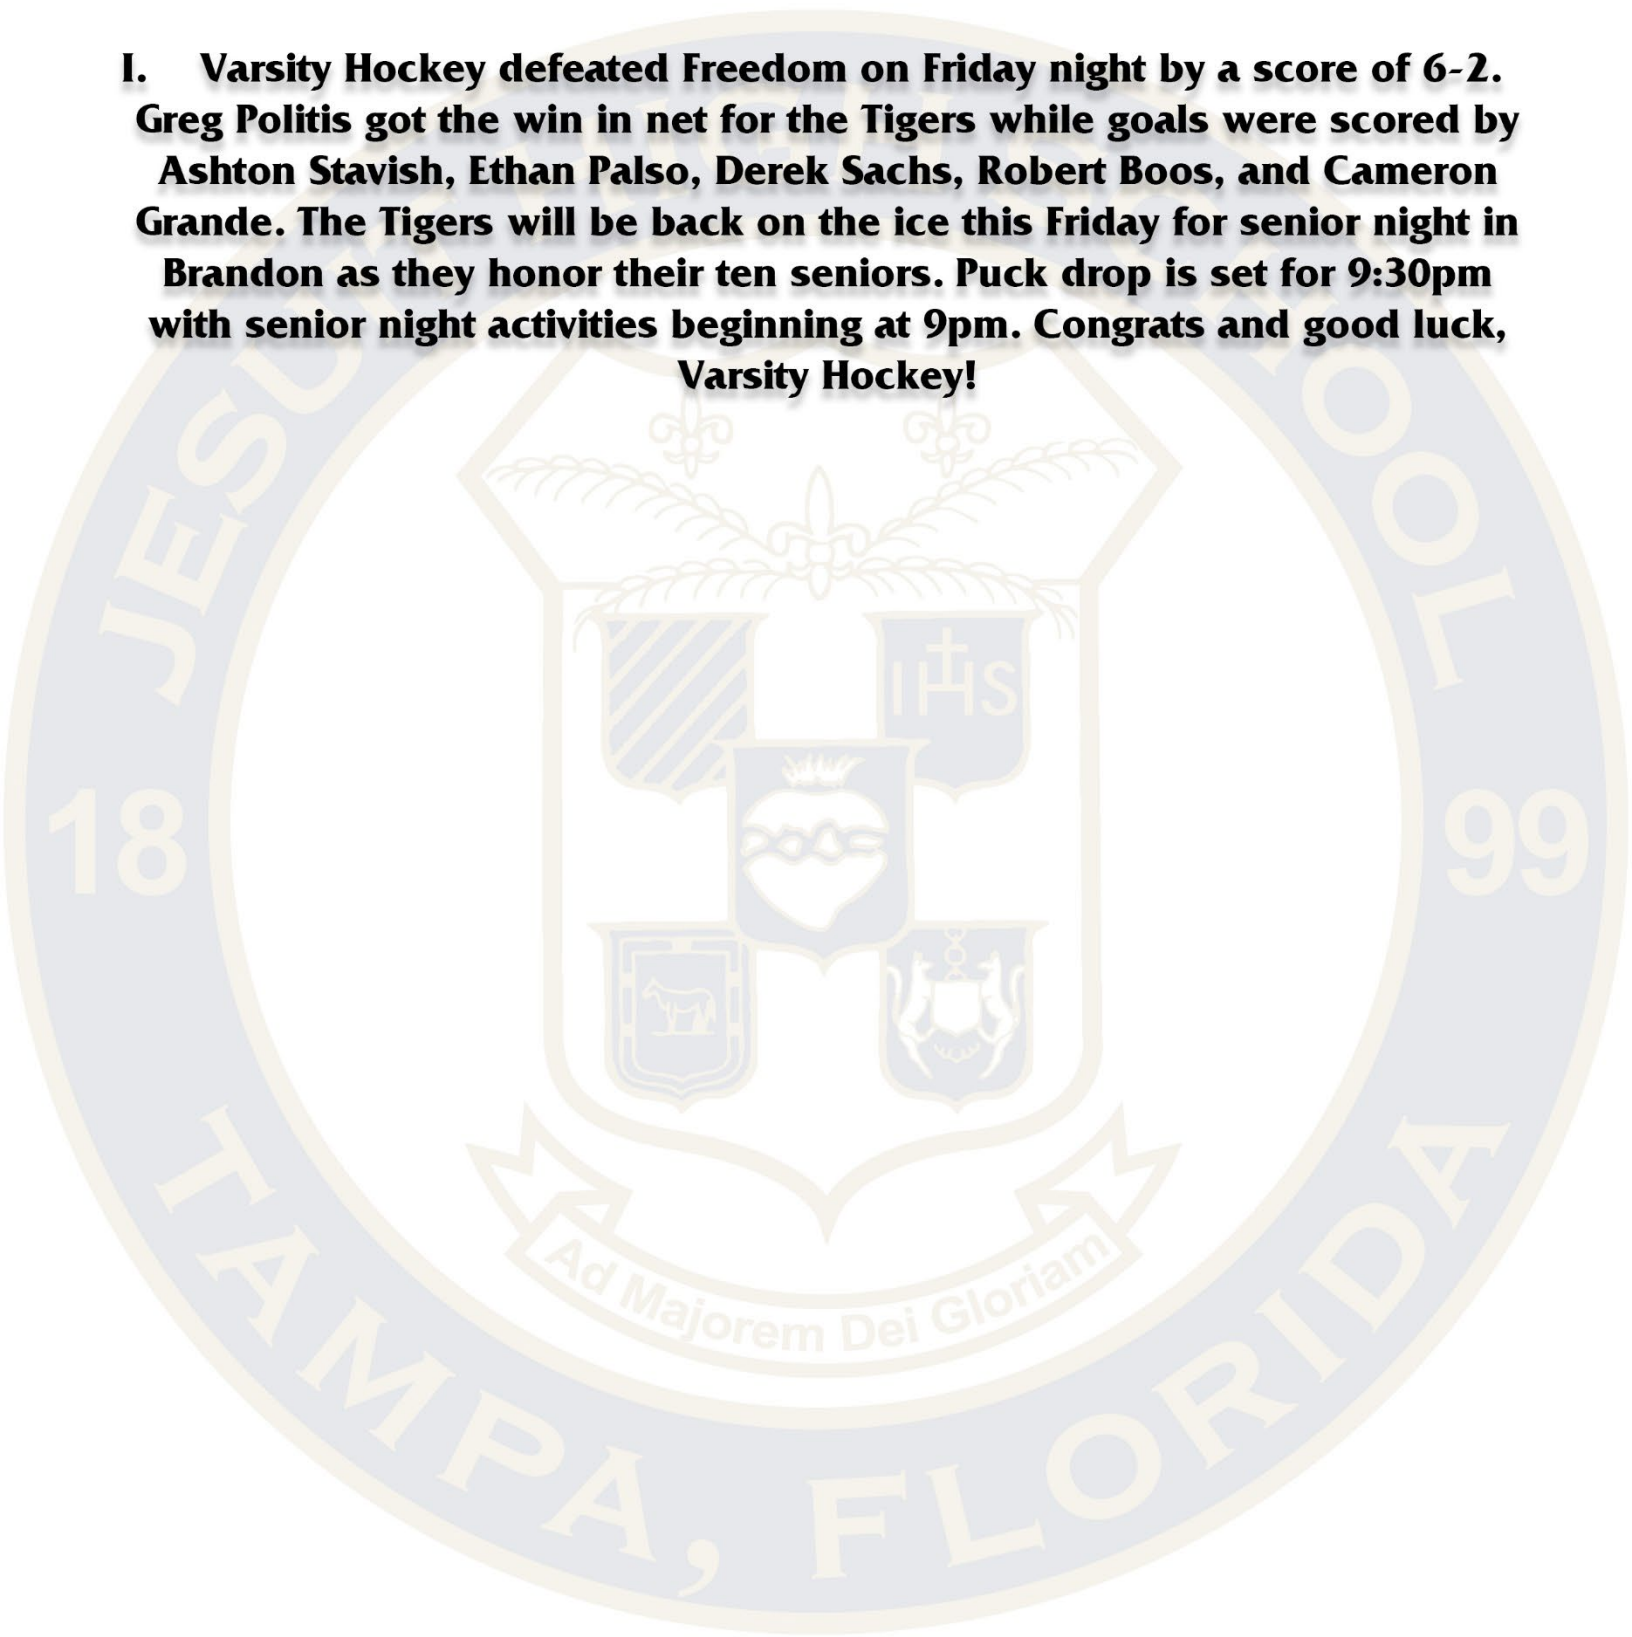 I. Varsity Hockey defeated Freedom on Friday night by a score of 6-2.
Greg Politis got the win in net for the Tigers while goals were scored by
Ashton Stavish, Ethan Palso, Derek Sachs, Robert Boos, and Cameron
Grande. The Tigers will be back on the ice this Friday for senior night in
Brandon as they honor their ten seniors. Puck drop is set for 9:30pm
with senior night activities beginning at 9pm. Congrats and good luck,
Varsity Hockey!
JESUIT HIGH SCHOOL
IHS
18 99
Ad Majorem Dei Gloriam
TAMPA, FLORIDA